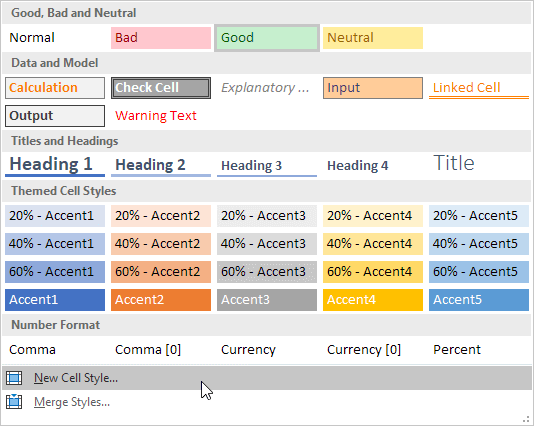 Good, Bad and Neutral
Normal Bad Good Neutral
Data and Model
Calculation Check Cell Explanatory ... Input Linked Cell
Output Warning Text
Titles and Headings
Heading 1 Heading 2 Heading 3 Heading 4 Title
Themed Cell Styles
20% - Accent1 20% - Accent2 20% - Accent3 20% - Accent4 20% - Accent5
40% - Accent1 40% - Accent2 40% - Accent3 40% - Accent4 40% - Accent5
60% - Accent1 60% - Accent2 60% - Accent3 60% - Accent4 60% - Accent5
Accent1 Accent2 Accent3 Accent4 Accent5
Number Format
Comma Comma [0] Currency Currency [0] Percent
New Cell Style...
Merge Styles...